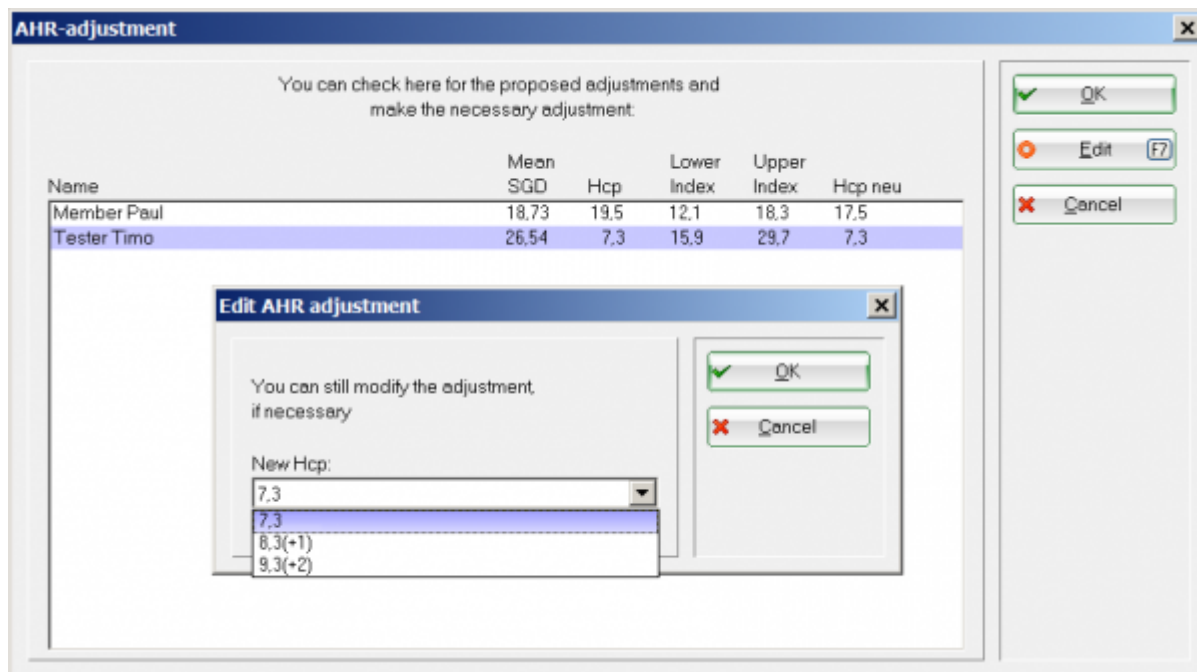 AHR-adjustment
You can check here for the proposed adjustments and
make the necessary adjustment:
OK
Edit F7
Cancel
Mean Lower Upper
Name SGD Hcp Index Index Hcp neu
Member Paul 18,73 19,5 12,1 18,3 17,5
Tester Timo 26,54 7,3 15,9 29,7 7,3
Edit AHR adjustment
You can still modify the adjustment,
if necessary
OK
Cancel
New Hcp:
7,3
7,3
8,3(+1)
9,3(+2)